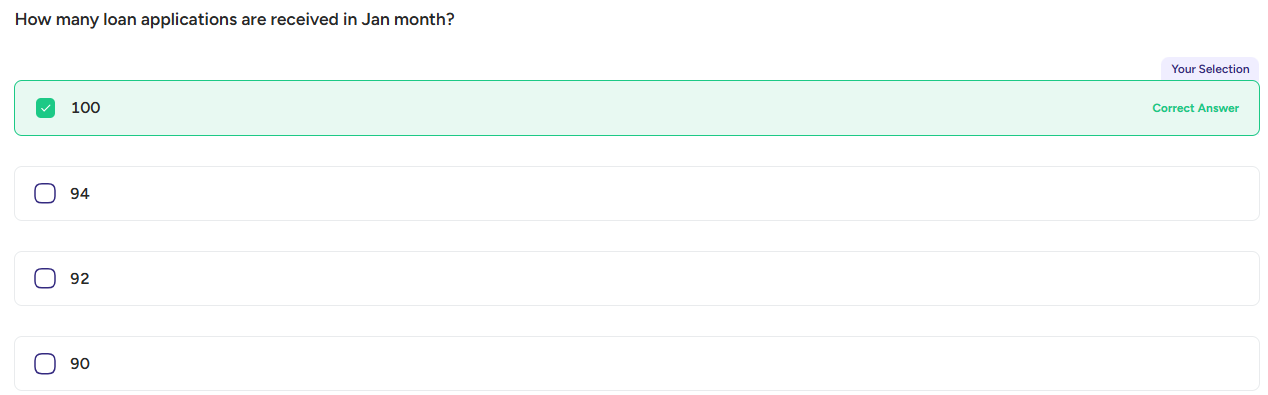 How many loan applications are received in Jan month?
Your Selection
100 Correct Answer
94
92
90